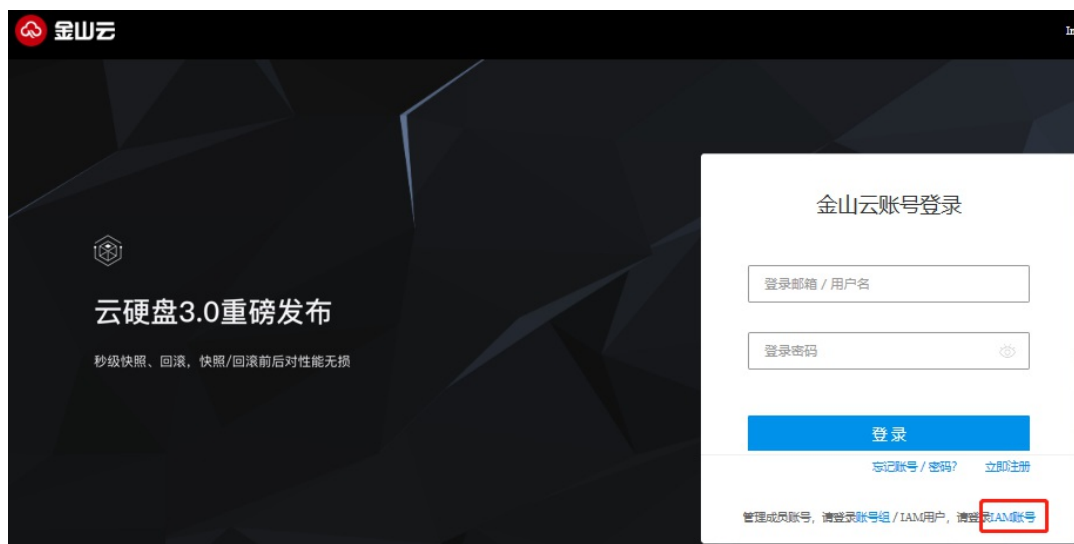 金山云
In
金山云账号登录
登录邮箱 / 用户名
云硬盘3.0重磅发布
登录密码
秒级快照、回滚，快照/回滚前后对性能无损
登录
忘记账号 / 密码? 立即注册
管理成员账号，请登录账号组 / IAM用户，请登录IAM账号